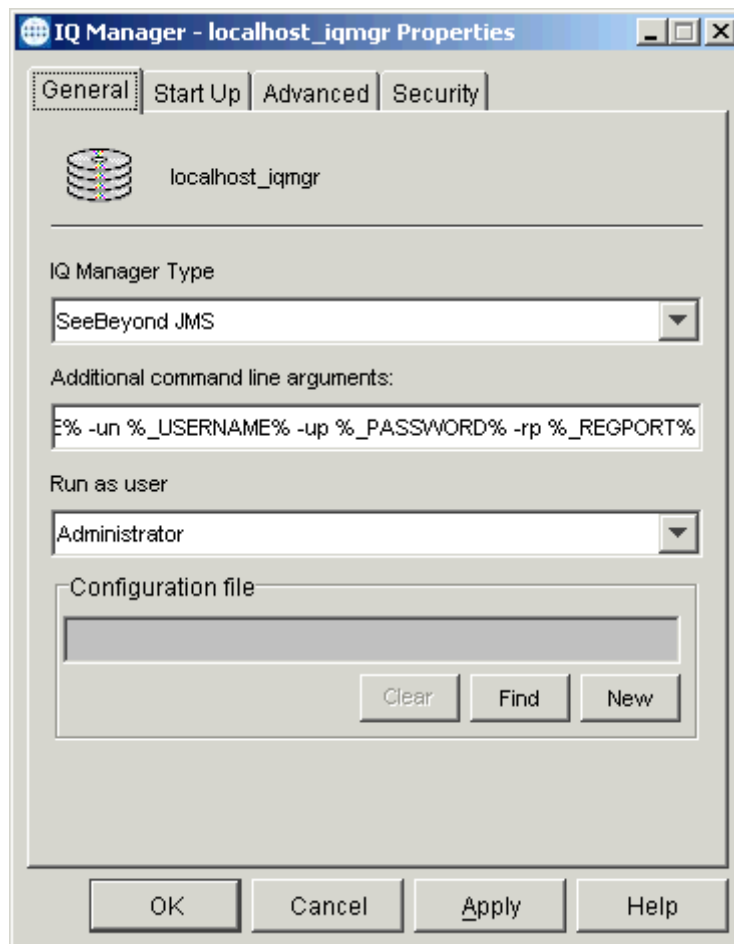 IQ Manager - localhost_iqmgr Properties
General Start Up Advanced Security
localhost_iqmgr
IQ Manager Type
SeeBeyond JMS
Additional command line arguments:
E% -un %_USERNAME% -up %_PASSWORD% -rp %_REGPORT%
Run as user
Administrator
Configuration file
Clear Find New
OK Cancel Apply Help